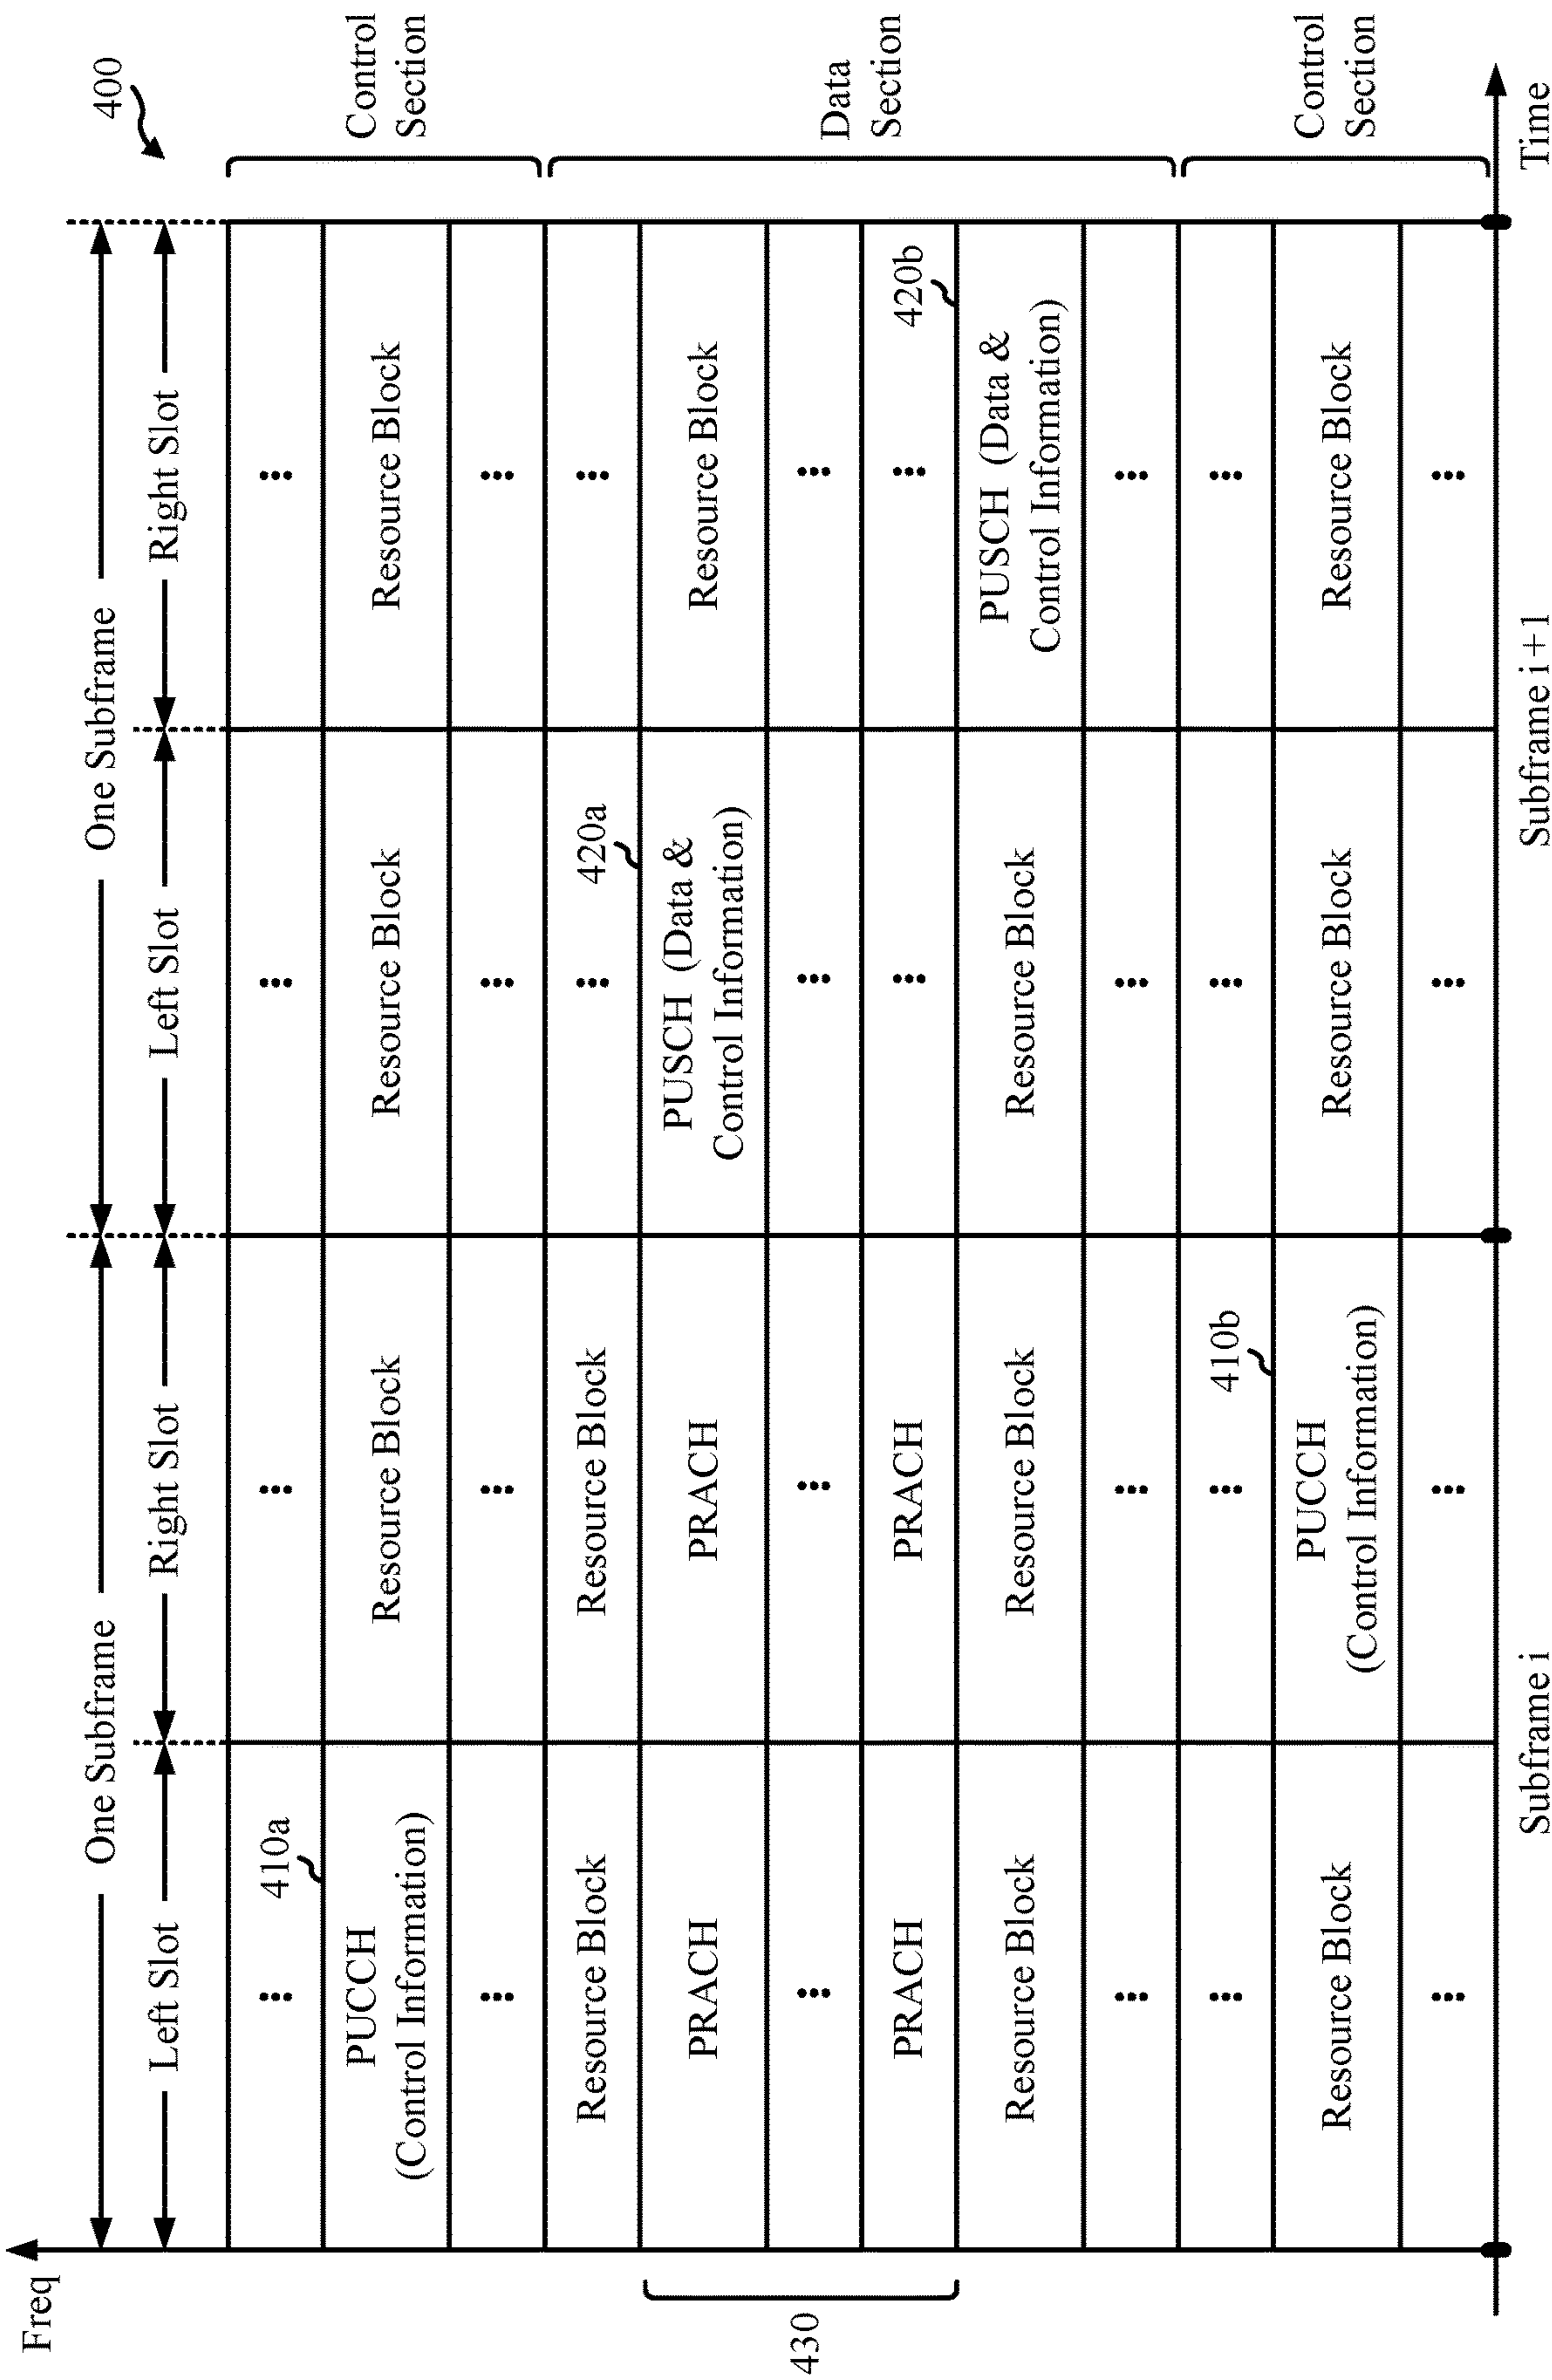 400
Freq
One Subframe
One Subframe
Left Slot
Right Slot
Left Slot
Right Slot
410a
PUCCH
(Control Information)
Resource Block
Resource Block
Resource Block
Control
Section
Resource Block
Resource Block
420a
PRACH
PRACH
PUSCH (Data &
Control Information)
Resource Block
430
Data
Section
PRACH
PRACH
420b
Resource Block
Resource Block
Resource Block
PUSCH (Data &
Control Information)
410b
Resource Block
PUCCH
(Control Information)
Resource Block
Resource Block
Control
Section
Subframe i
Subframe i + 1
Time